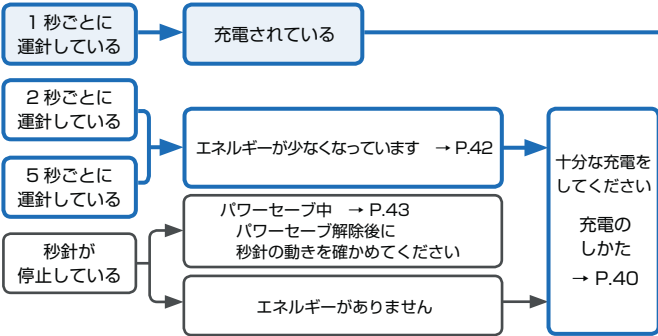 1 秒ごとに
運針している
充電されている
2 秒ごとに
運針している
5 秒ごとに
運針している
エネルギーが少なくなっています → P.42
秒針が
停止している
パワーセーブ中 → P.43
パワーセーブ解除後に
秒針の動きを確かめてください
エネルギーがありません
十分な充電を
してください
充電の
しかた
→ P.40